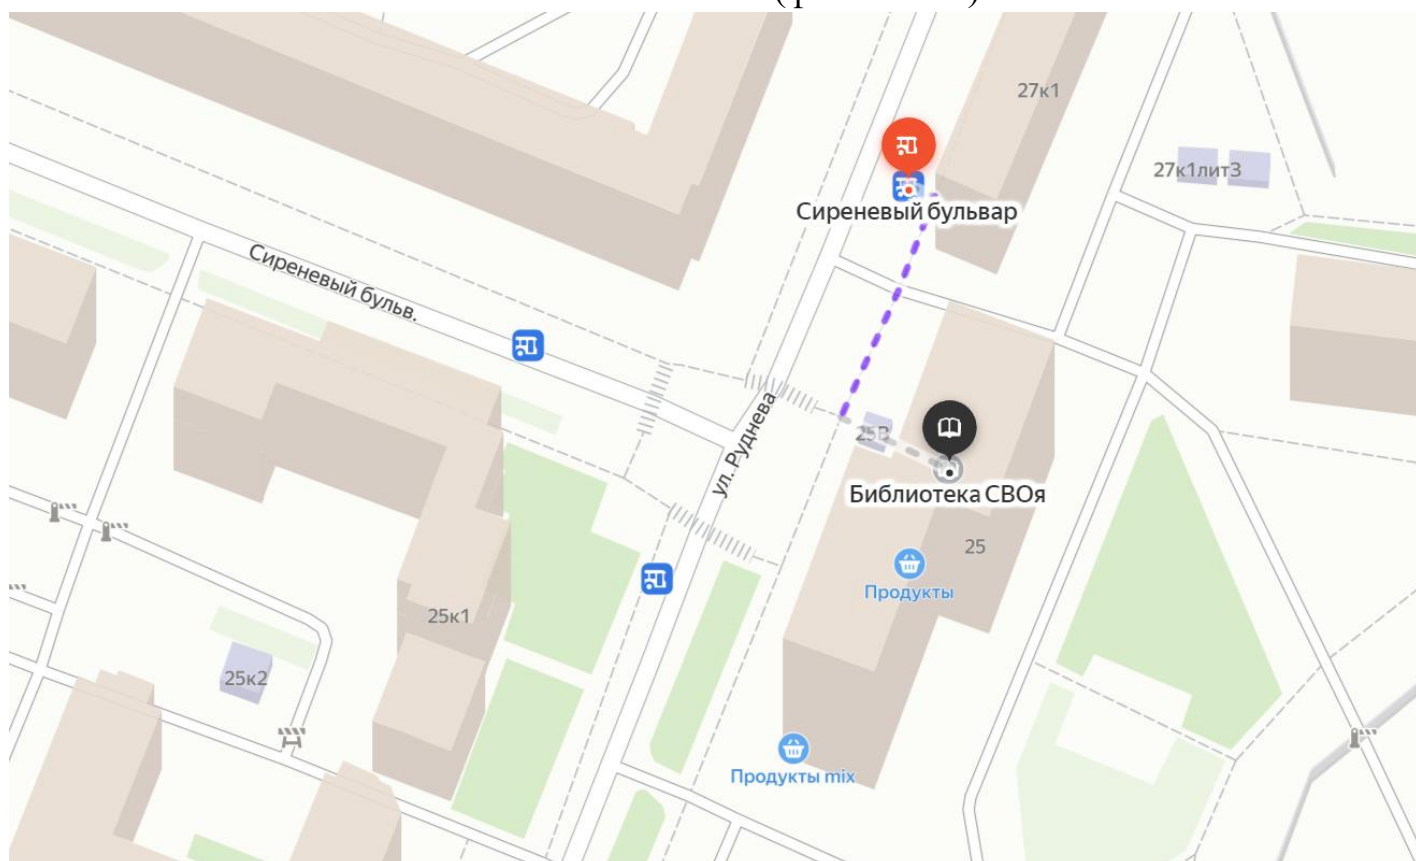 27к1
27к1лит3
Сиреневый бульвар
Сиреневый бульв.
ул. Руднева
25В
Библиотека СВОя
25
Продукты
25к1
25к2
Продукты mix